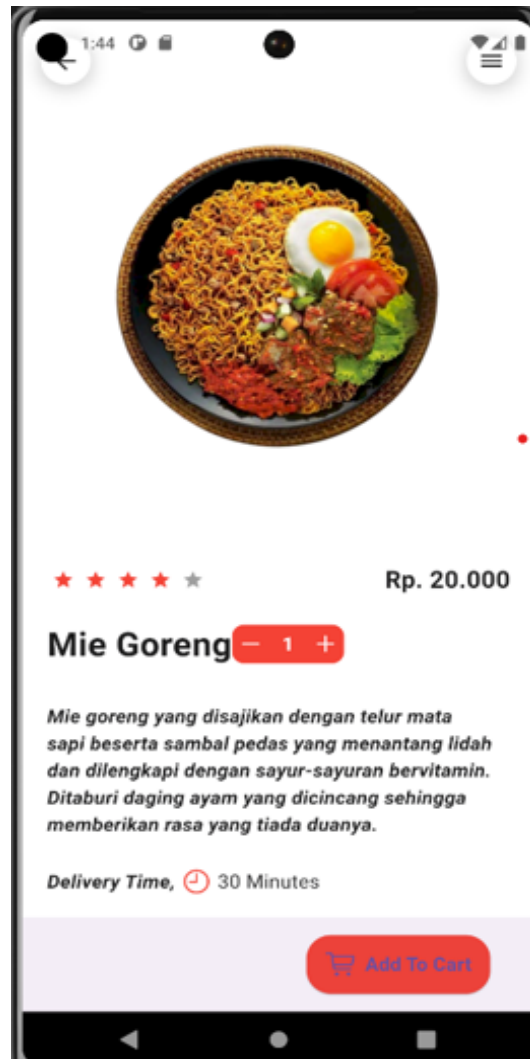 1:44
Rp. 20.000
Mie Goreng
1
Mie goreng yang disajikan dengan telur mata
sapi beserta sambal pedas yang menantang lidah
dan dilengkapi dengan sayur-sayuran bervitamin.
Ditaburi daging ayam yang dicincang sehingga
memberikan rasa yang tiada duanya.
Delivery Time, 30 Minutes
Add To Cart